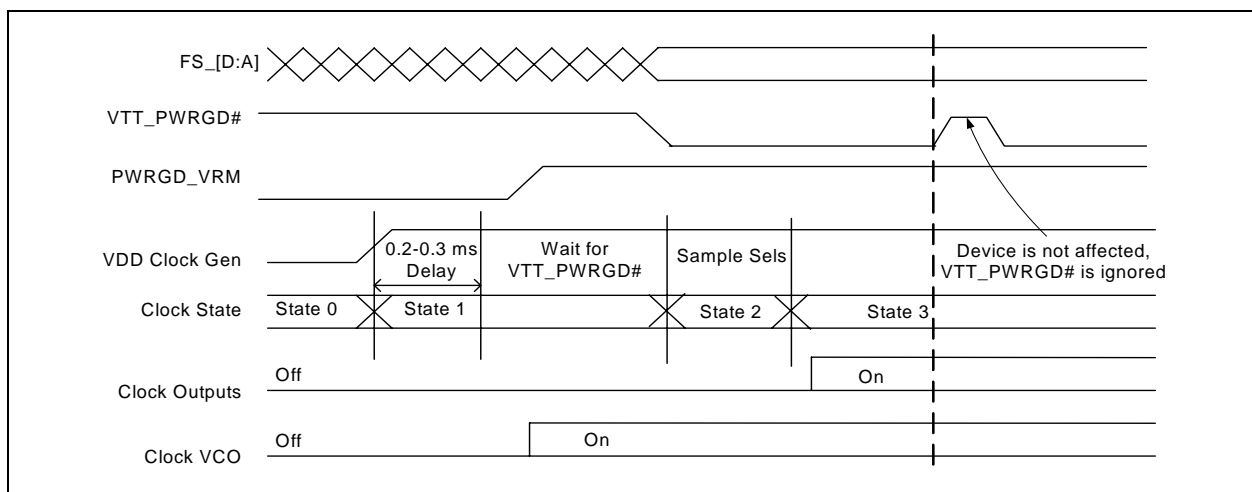 FS_[D:A]
VTT_PWRGD#
PWRGD_VRM
VDD Clock Gen
0.2-0.3 ms
Delay
Wait for
VTT_PWRGD#
Sample Sels
Device is not affected,
VTT_PWRGD# is ignored
Clock State
State 0
State 1
State 2
State 3
Clock Outputs
Off
On
Clock VCO
Off
On